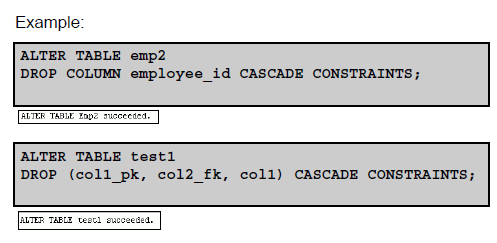 Example:
ALTER TABLE emp2
DROP COLUMN employee_id CASCADE CONSTRAINTS;
ALTER TABLE Emp2 succeeded.
ALTER TABLE test1
DROP (col1_pk, col2_fk, col1) CASCADE CONSTRAINTS;
ALTER TABLE test1 succeeded.